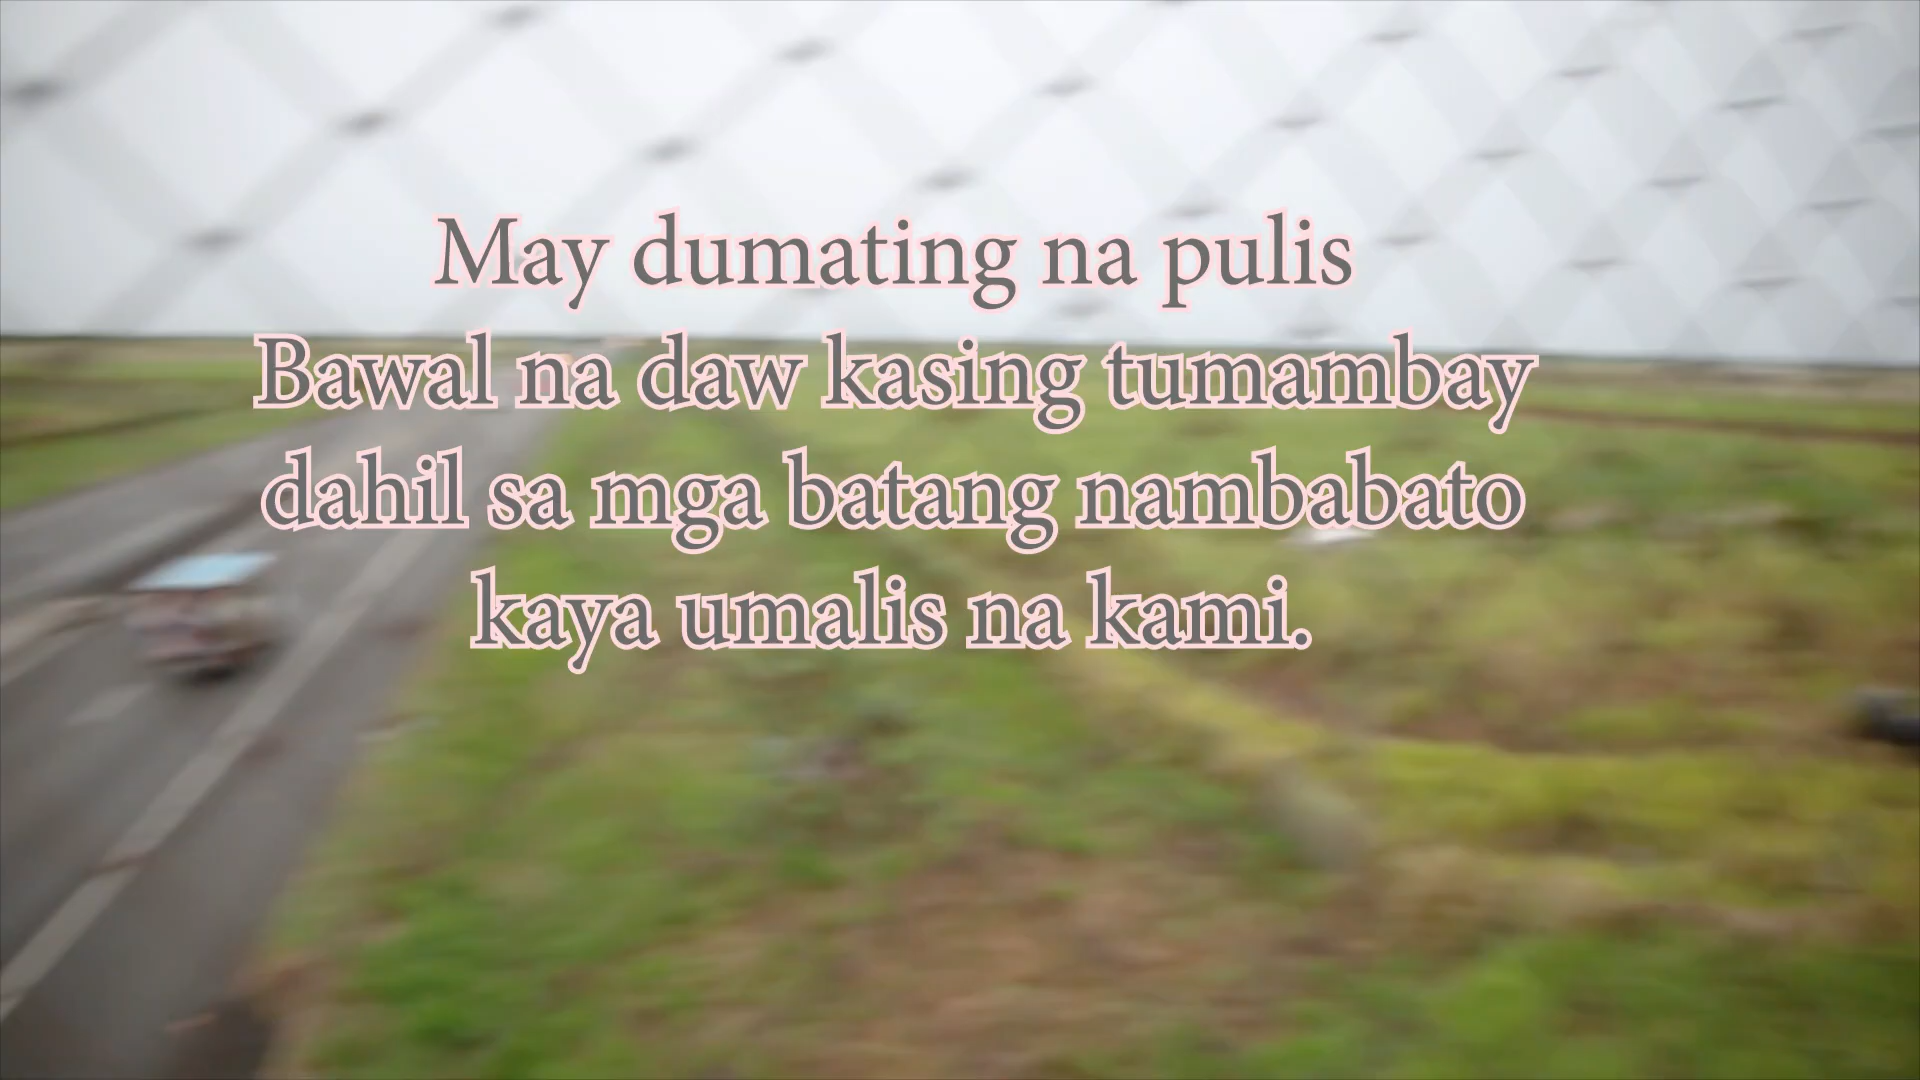 May dumating na pulis
Bawal na daw kasing tumambay
dahil sa mga batang nambabato
kaya umalis na kami.